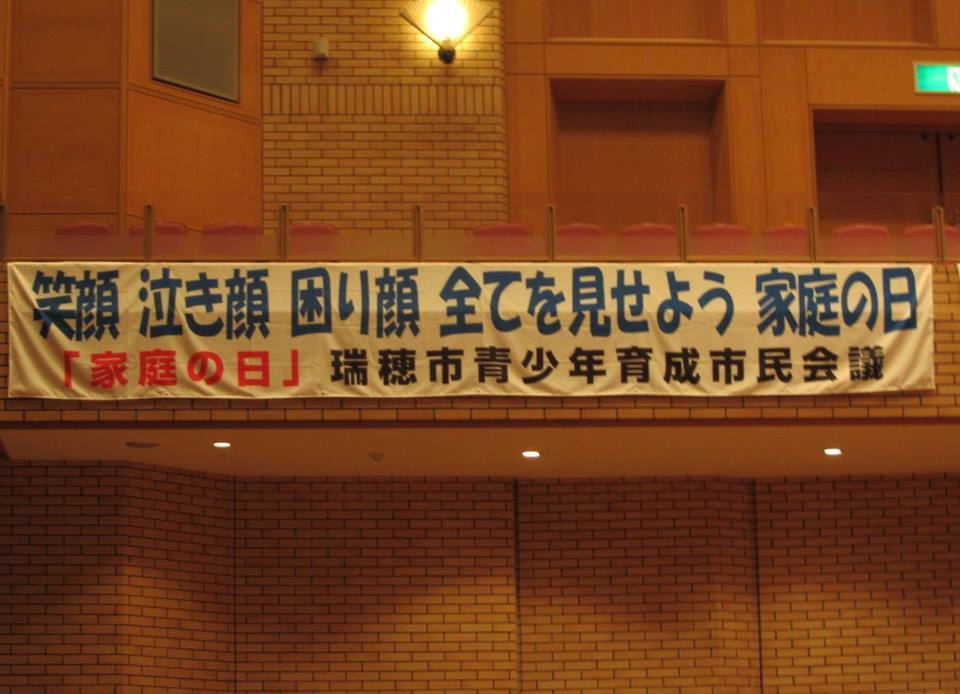 笑顔 泣き顔 困り顔 全てを見せよう 家庭の日
「家庭の日」 瑞穂市青少年育成市民会議